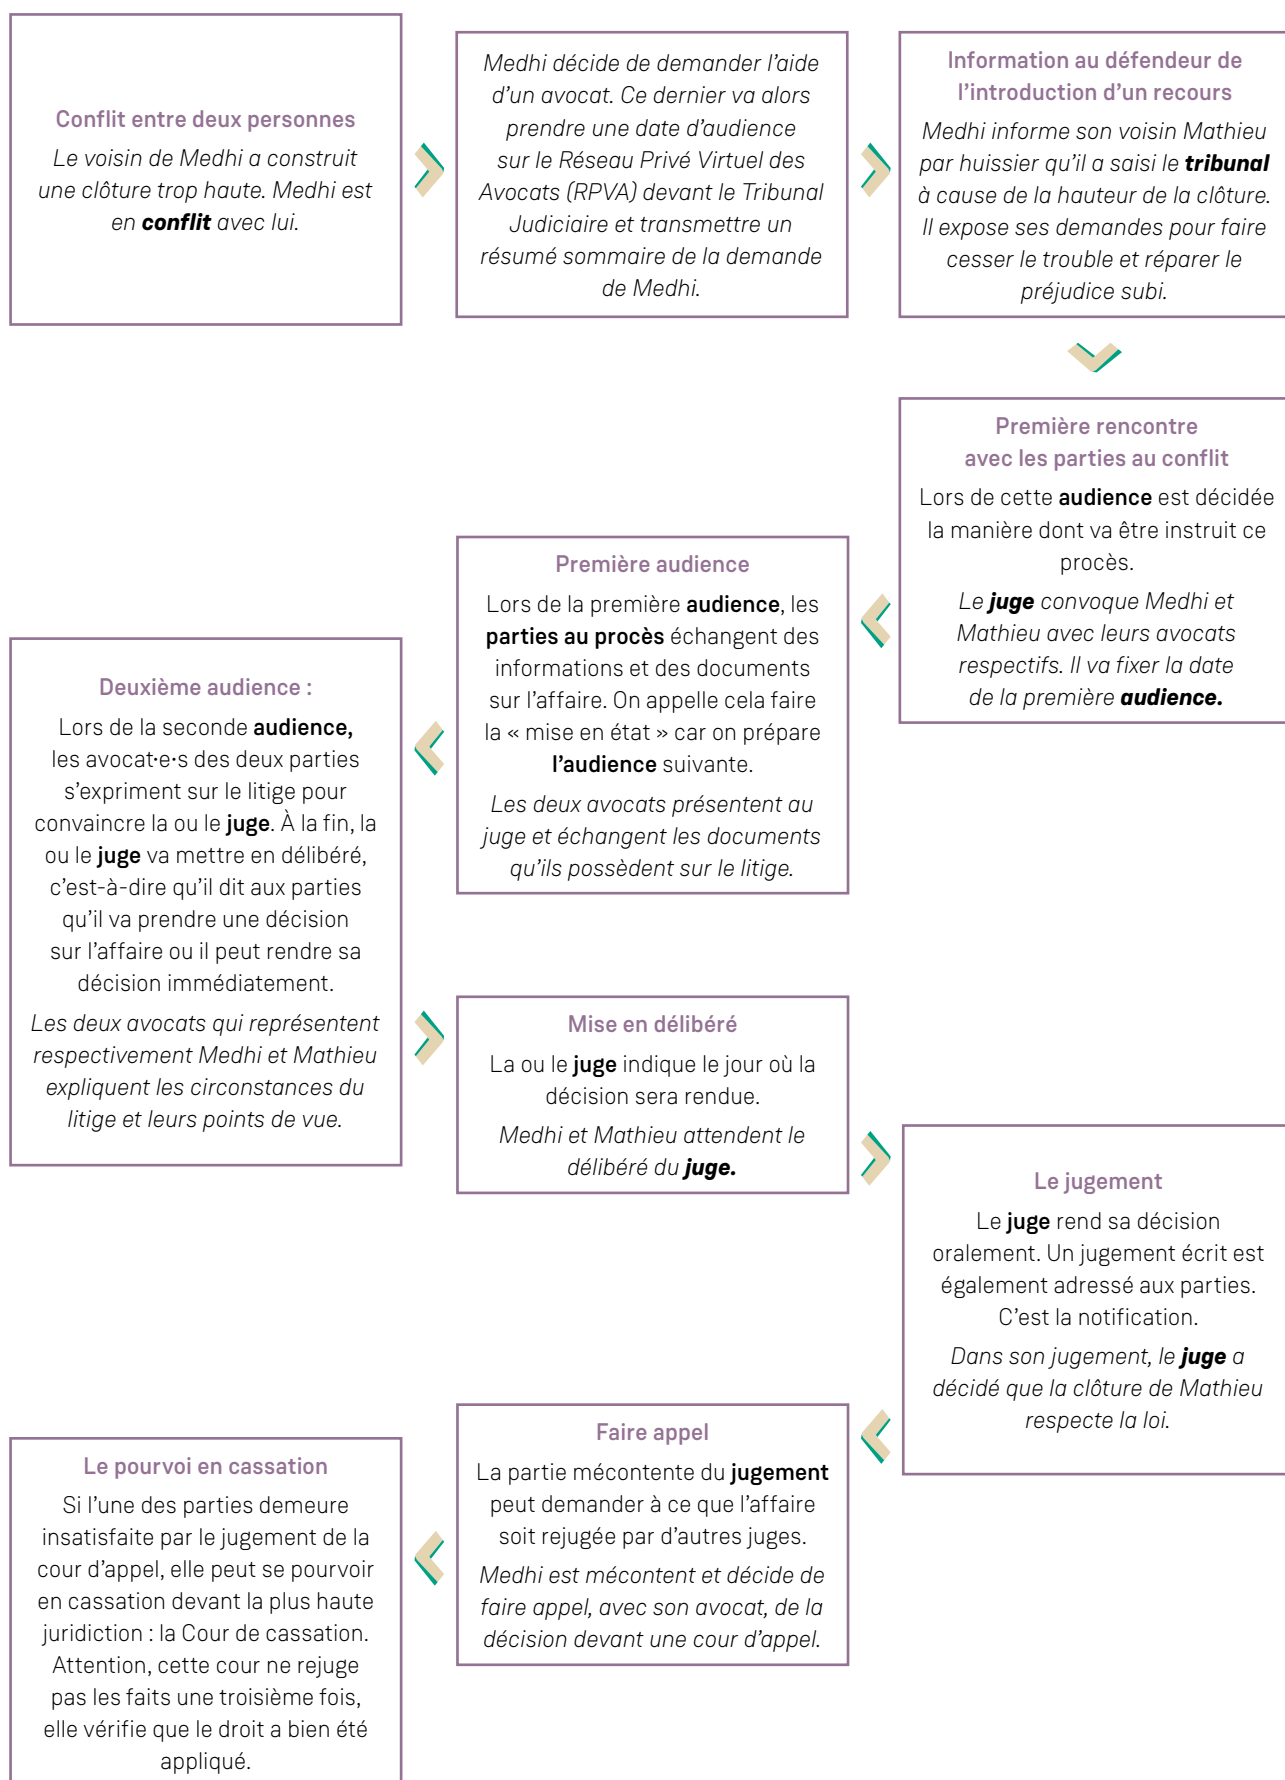 Conflit entre deux personnes
Le voisin de Medhi a construit
une clôture trop haute. Medhi est
en conflit avec lui.
Medhi décide de demander l’aide
d’un avocat. Ce dernier va alors
prendre une date d’audience
sur le Réseau Privé Virtuel des
Avocats (RPVA) devant le Tribunal
Judiciaire et transmettre un
résumé sommaire de la demande
de Medhi.
Information au défendeur de
l’introduction d’un recours
Medhi informe son voisin Mathieu
par huissier qu’il a saisi le tribunal
à cause de la hauteur de la clôture.
Il expose ses demandes pour faire
cesser le trouble et réparer le
préjudice subi.
Première rencontre
avec les parties au conflit
Lors de cette audience est décidée
la manière dont va être instruit ce
procès.
Le juge convoque Medhi et
Mathieu avec leurs avocats
respectifs. Il va fixer la date
de la première audience.
Première audience
Lors de la première audience, les
parties au procès échangent des
informations et des documents
sur l’affaire. On appelle cela faire
la « mise en état » car on prépare
l’audience suivante.
Les deux avocats présentent au
juge et échangent les documents
qu’ils possèdent sur le litige.
Deuxième audience :
Lors de la seconde audience,
les avocat·e·s des deux parties
s’expriment sur le litige pour
convaincre la ou le juge. À la fin, la
ou le juge va mettre en délibéré,
c’est-à-dire qu’il dit aux parties
qu’il va prendre une décision
sur l’affaire ou il peut rendre sa
décision immédiatement.
Les deux avocats qui représentent
respectivement Medhi et Mathieu
expliquent les circonstances du
litige et leurs points de vue.
Mise en délibéré
La ou le juge indique le jour où la
décision sera rendue.
Medhi et Mathieu attendent le
délibéré du juge.
Le jugement
Le juge rend sa décision
oralement. Un jugement écrit est
également adressé aux parties.
C’est la notification.
Dans son jugement, le juge a
décidé que la clôture de Mathieu
respecte la loi.
Faire appel
La partie mécontente du jugement
peut demander à ce que l’affaire
soit rejugée par d’autres juges.
Medhi est mécontent et décide de
faire appel, avec son avocat, de la
décision devant une cour d’appel.
Le pourvoi en cassation
Si l’une des parties demeure
insatisfaite par le jugement de la
cour d’appel, elle peut se pourvoir
en cassation devant la plus haute
juridiction : la Cour de cassation.
Attention, cette cour ne rejuge
pas les faits une troisième fois,
elle vérifie que le droit a bien été
appliqué.